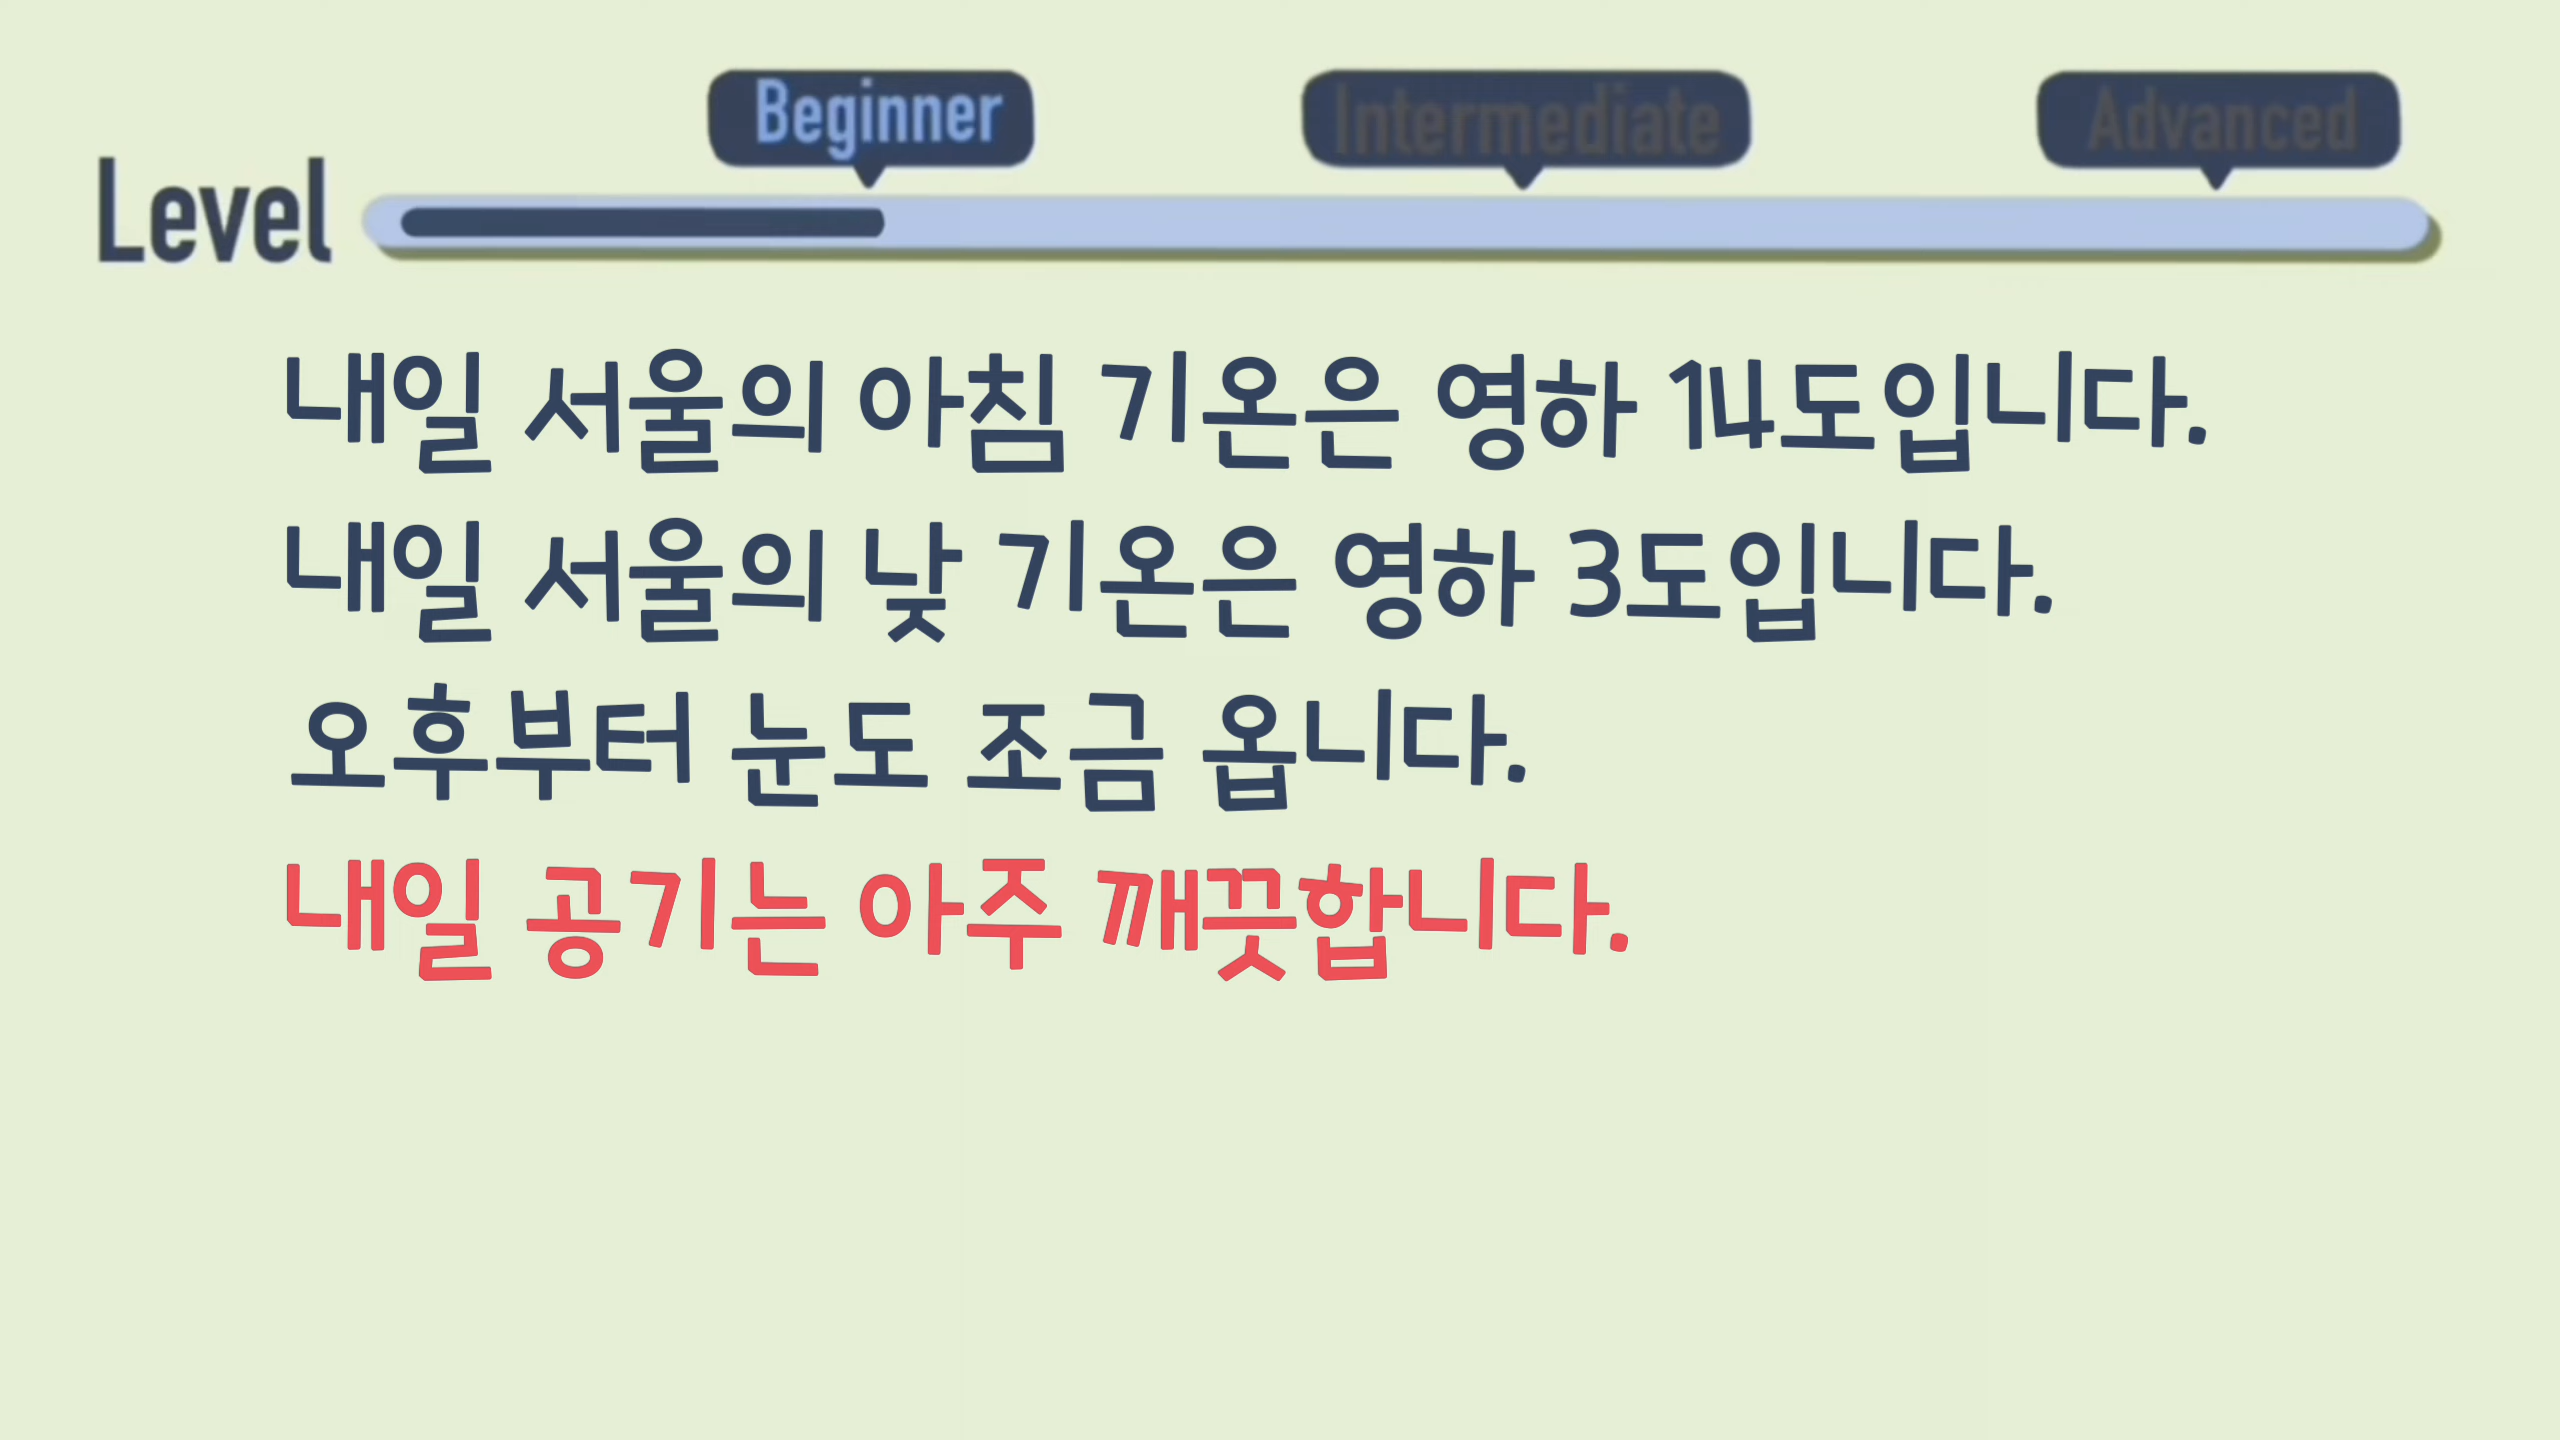 Beginner Intermediate Advanced
Level
내일 서울의 아침 기온은 영하 14도입니다.
내일 서울의 낮 기온은 영하 3도입니다.
오후부터 눈도 조금 옵니다.
내일 공기는 아주 깨끗합니다.